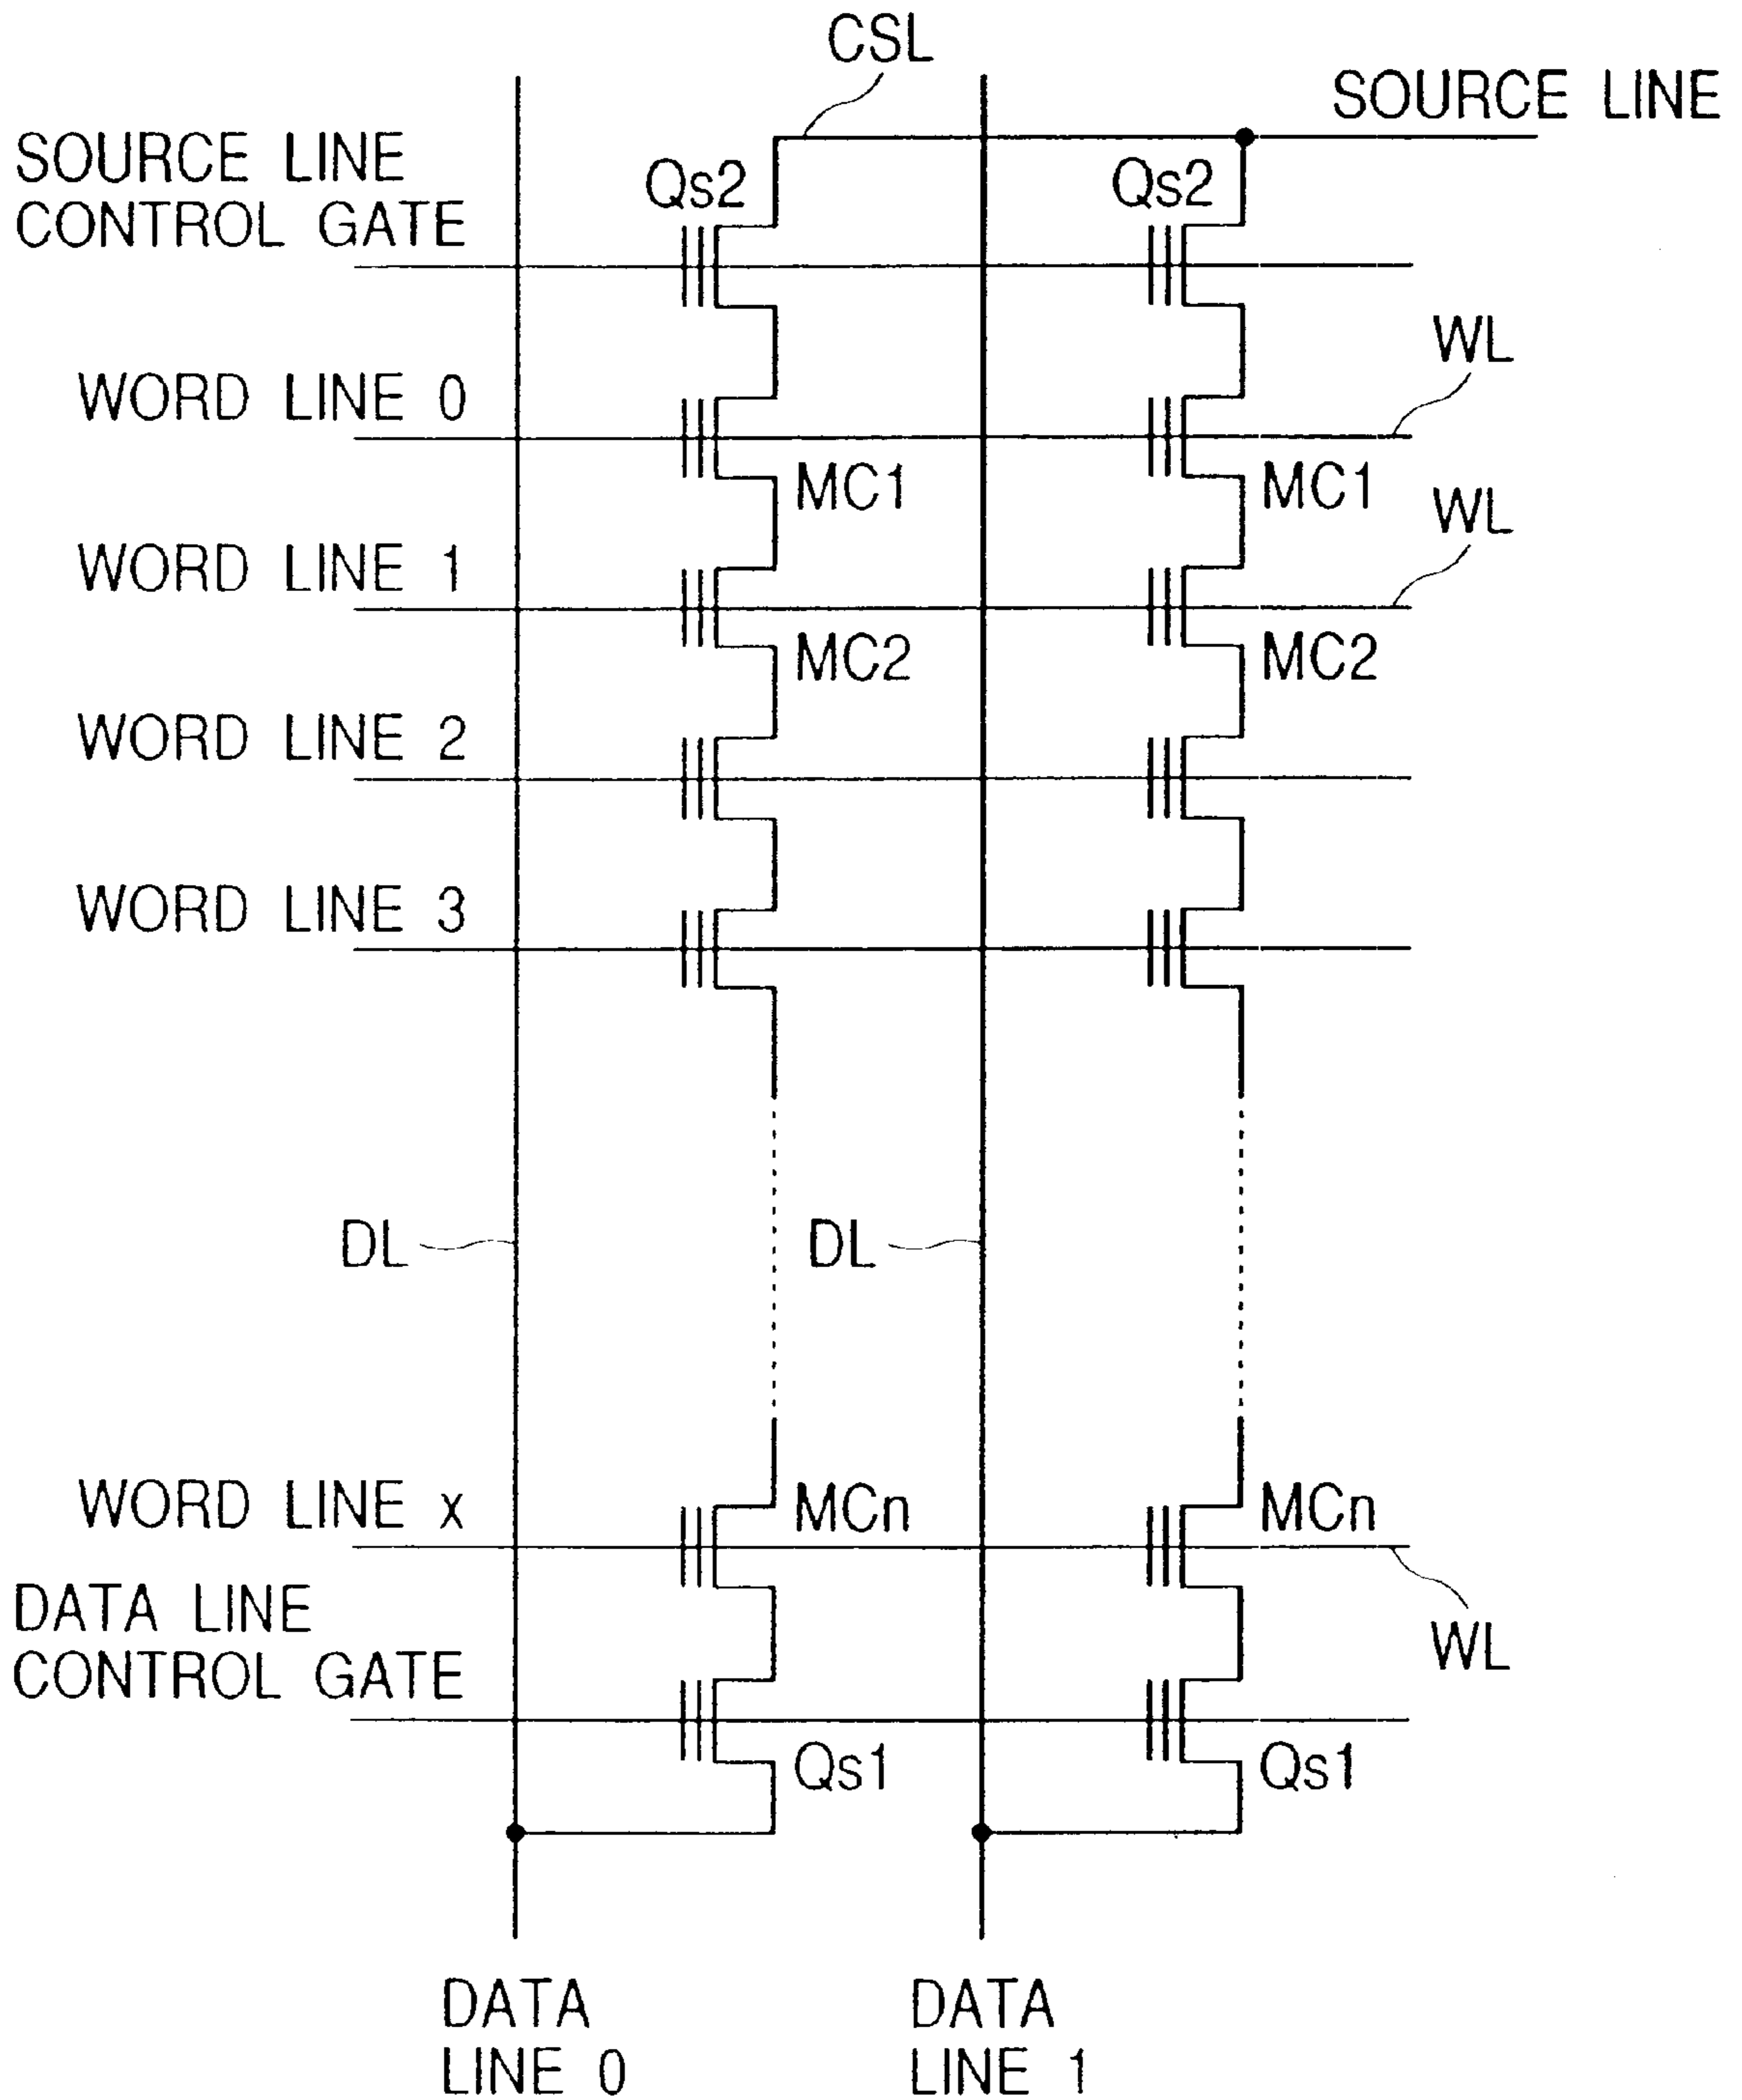 CSL
SOURCE LINE
SOURCE LINE
CONTROL GATE
Qs2
Qs2
WL
WORD LINE 0
MC1
MC1
WL
WORD LINE 1
MC2
MC2
WORD LINE 2
WORD LINE 3
DL
DL
WORD LINE x
MCn
MCn
DATA LINE
CONTROL GATE
WL
Qs1
Qs1
DATA
LINE 0
DATA
LINE 1